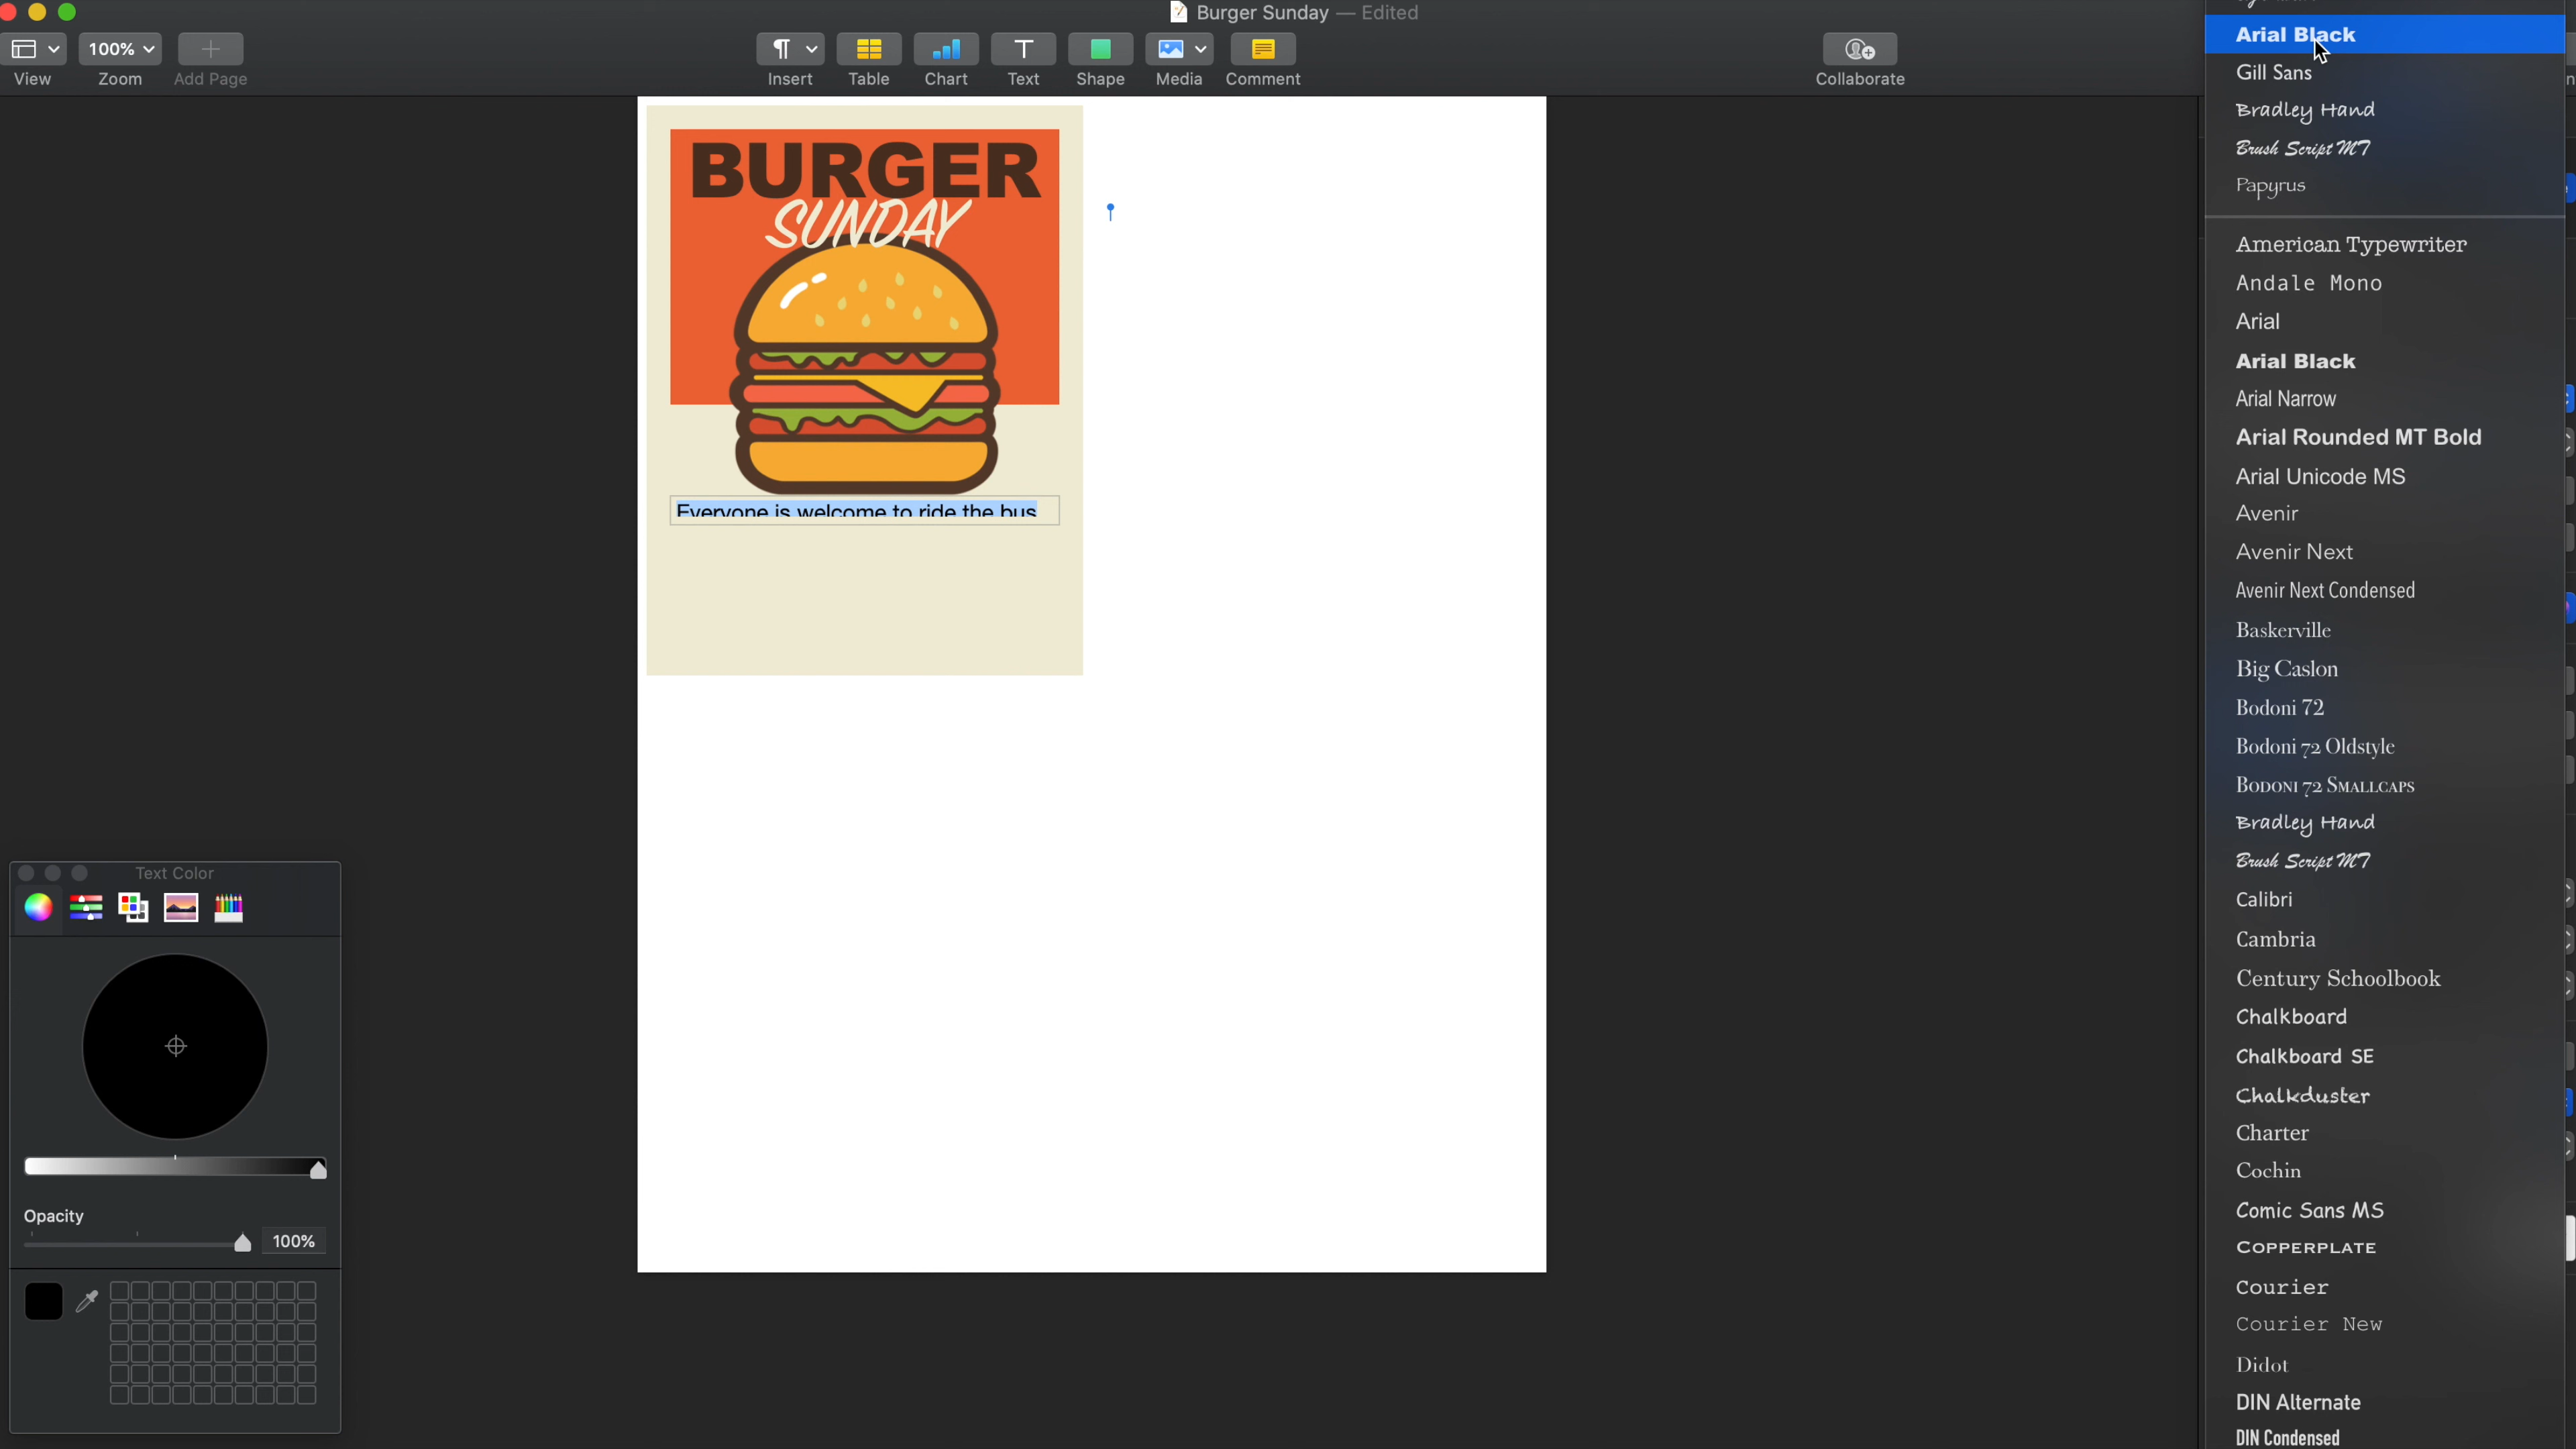 Burger Sunday — Edited
100%
View
Zoom
Add Page
Insert
Table
Chart
Text
Shape
Media
Comment
Collaborate
BURGER
SUNDAY
Everyone is welcome to ride the bus
Text Color
Opacity
100%
Arial Black
Gill Sans
Bradley Hand
Brush Script MT
Papyrus
American Typewriter
Andale Mono
Arial
Arial Black
Arial Narrow
Arial Rounded MT Bold
Arial Unicode MS
Avenir
Avenir Next
Avenir Next Condensed
Baskerville
Big Caslon
Bodoni 72
Bodoni 72 Oldstyle
Bodoni 72 Smallcaps
Bradley Hand
Brush Script MT
Calibri
Cambria
Century Schoolbook
Chalkboard
Chalkboard SE
Chalkduster
Charter
Cochin
Comic Sans MS
Copperplate
Courier
Courier New
Didot
DIN Alternate
DIN Condensed